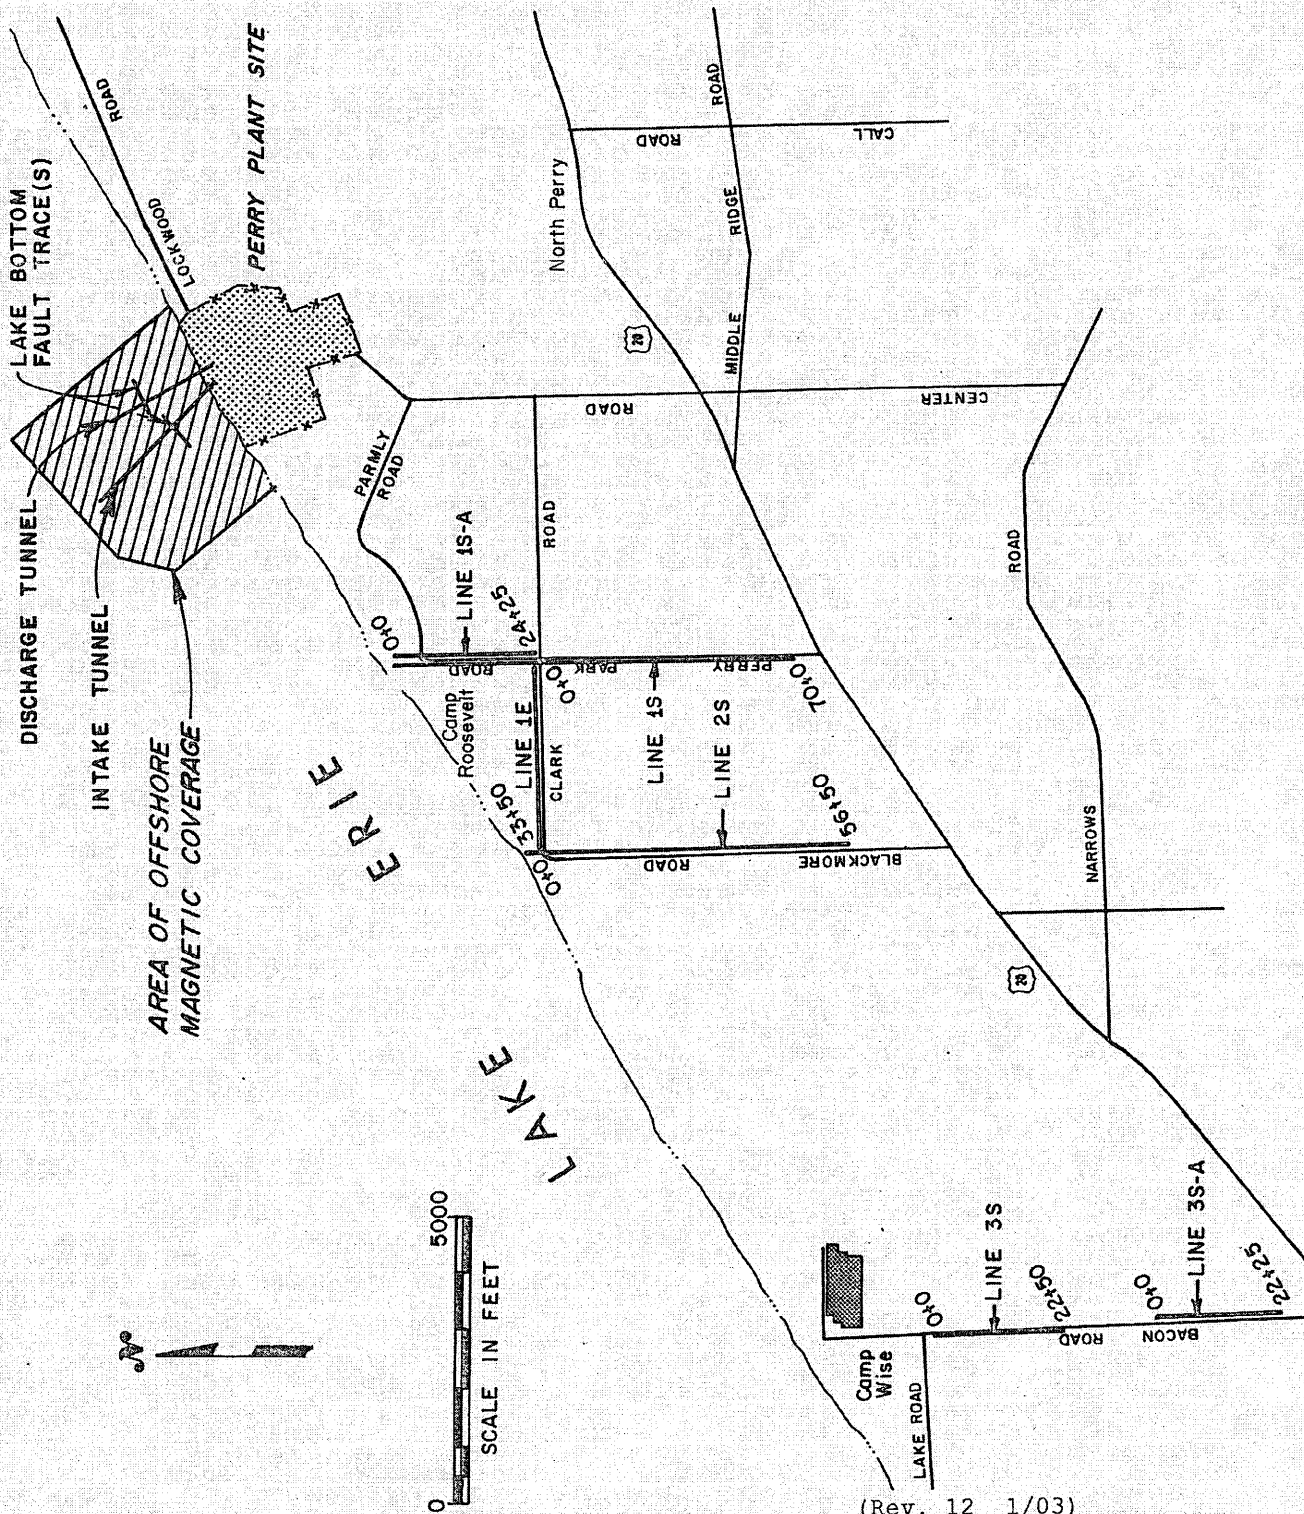 LAKE BOTTOM
FAULT TRACE(S)
DISCHARGE TUNNEL
INTAKE TUNNEL
AREA OF OFFSHORE
MAGNETIC COVERAGE
LOCKWOOD ROAD
PERRY PLANT SITE
North Perry
20
MIDDLE RIDGE ROAD
CALL ROAD
CENTER ROAD
PARMLY
ROAD
LINE 1S-A
0+0
24+25
ROAD
Camp
Roosevelt
LINE 1E
33+50
CLARK
ROAD
0+0
PERRY PARK
LINE 1S
70+0
LINE 2S
0+0
56+50
BLACKMORE ROAD
NARROWS ROAD
20
LAKE ERIE
N
0 5000
SCALE IN FEET
Camp
Wise
LAKE ROAD
0+0
LINE 3S
22+50
BACON ROAD
0+0
LINE 3S-A
22+25
(Rev. 12 1/03)